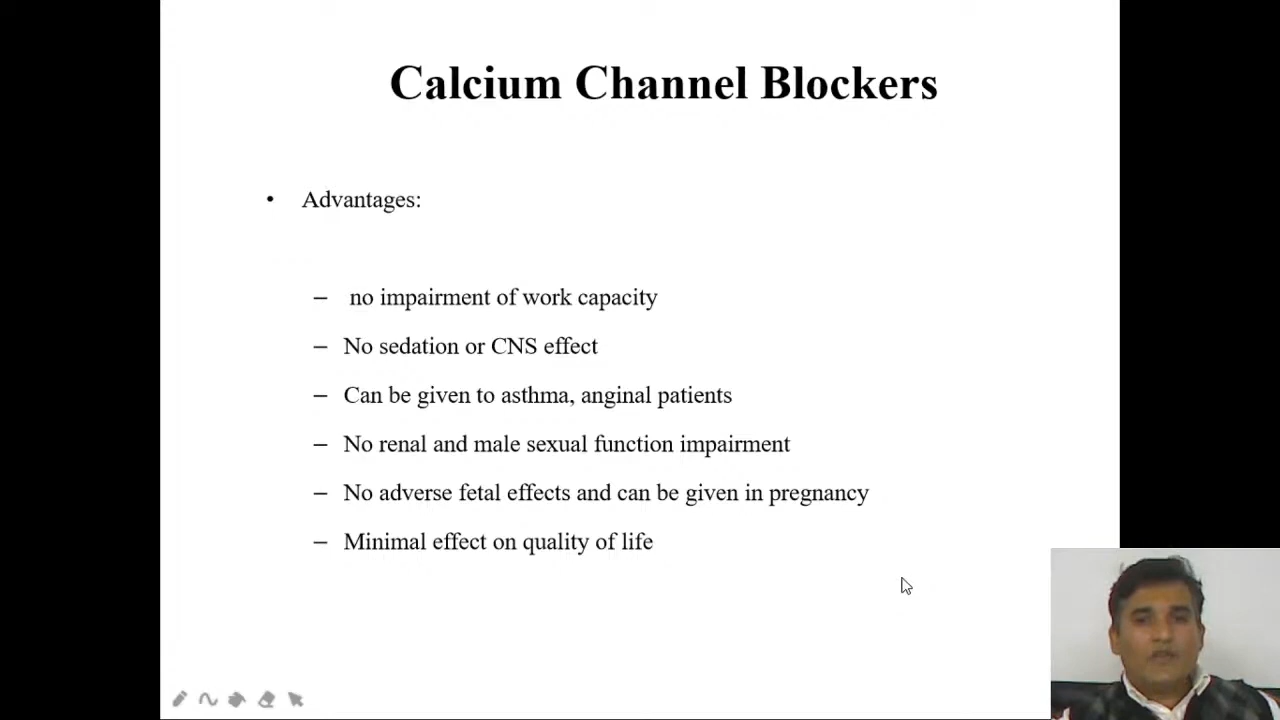 Calcium Channel Blockers
• Advantages:
– no impairment of work capacity
– No sedation or CNS effect
– Can be given to asthma, anginal patients
– No renal and male sexual function impairment
– No adverse fetal effects and can be given in pregnancy
– Minimal effect on quality of life